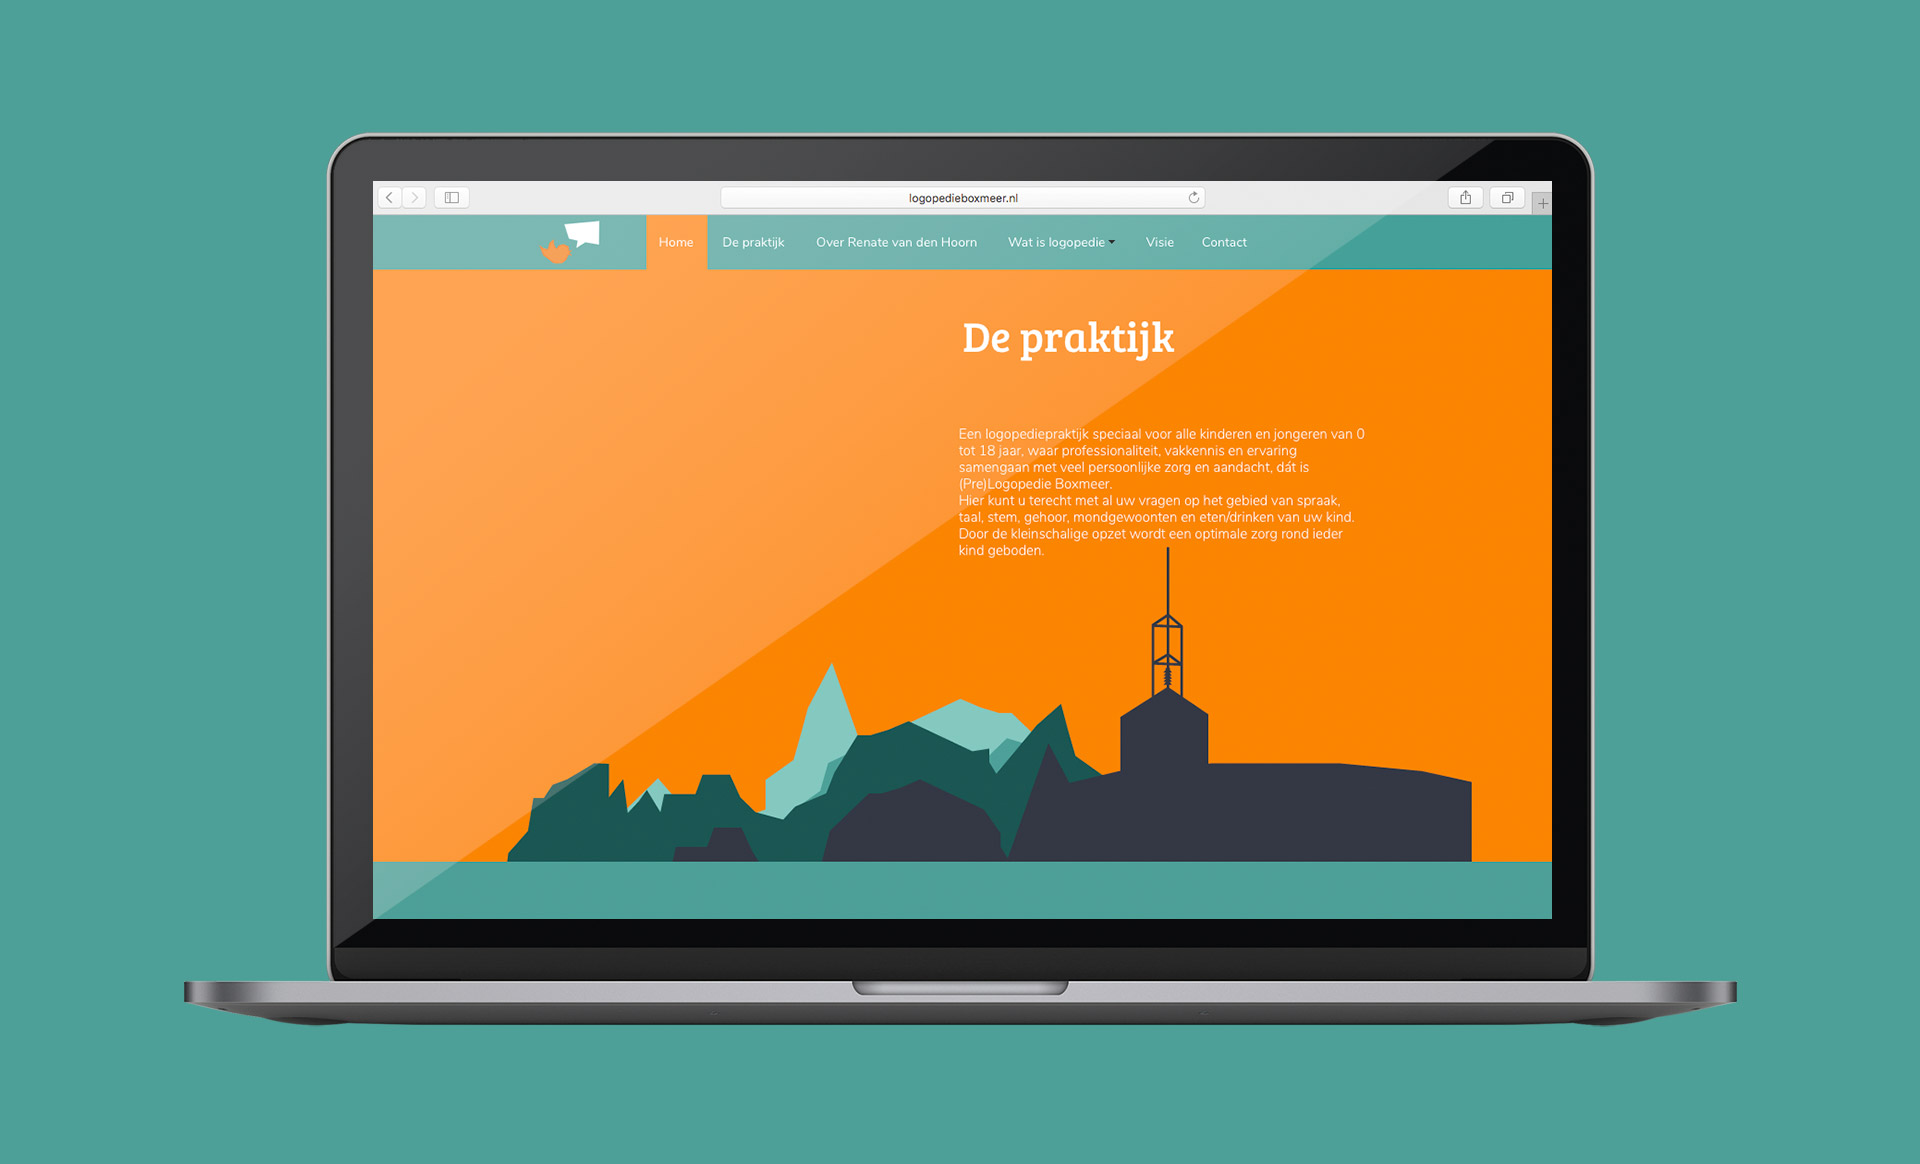 logopedieboxmeer.nl
Home De praktijk Over Renate van den Hoorn Wat is logopedie Visie Contact
De praktijk
Een logopediepraktijk speciaal voor alle kinderen en jongeren van 0
tot 18 jaar, waar professionaliteit, vakkennis en ervaring
samengaan met veel persoonlijke zorg en aandacht, dát is
(Pre)Logopedie Boxmeer.
Hier kunt u terecht met al uw vragen op het gebied van spraak,
taal, stem, gehoor, mondgewoonten en eten/drinken van uw kind.
Door de kleinschalige opzet wordt een optimale zorg rond ieder
kind geboden.